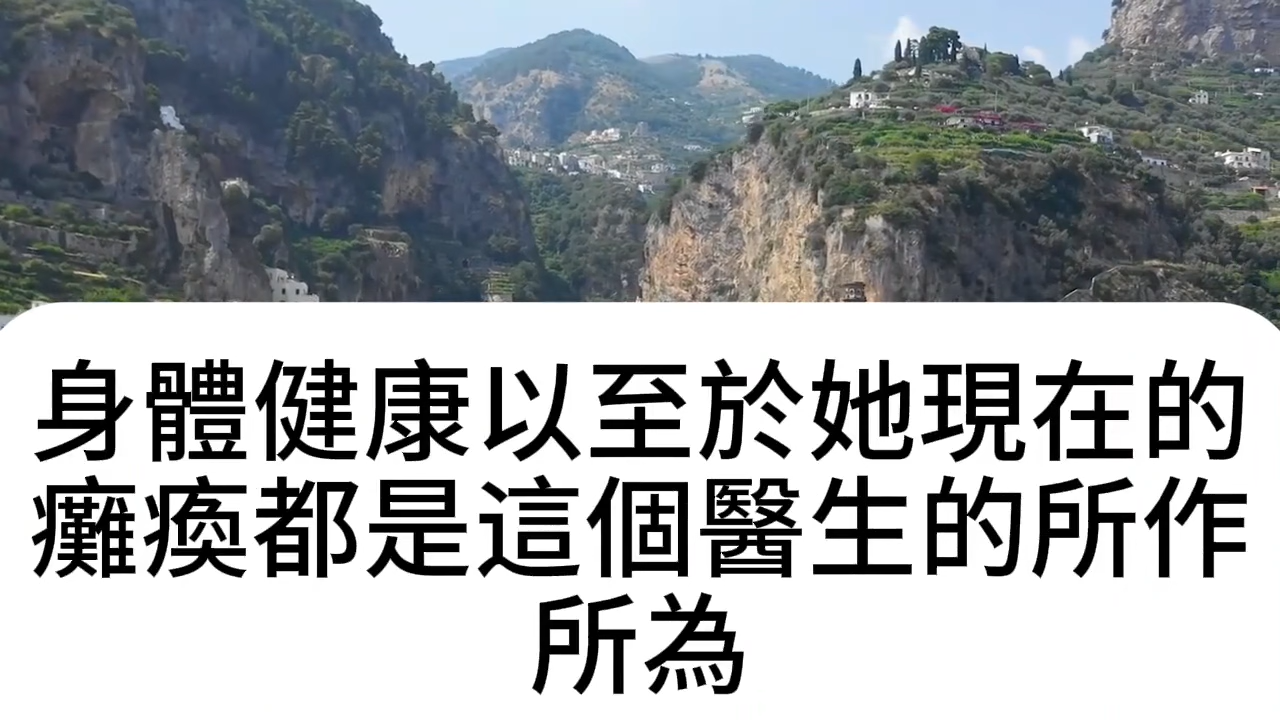 身體健康以至於她現在的
癱瘓都是這個醫生的所作
所為